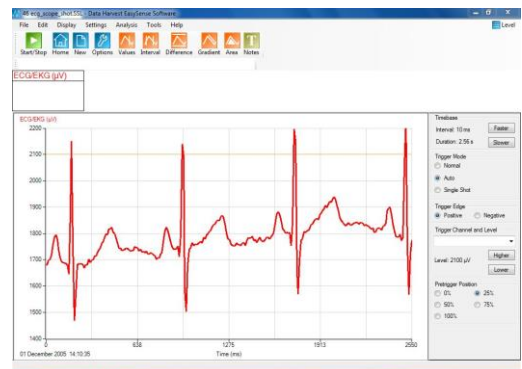 46 ecg_scope_shot.SSL - Data Harvest EasySense Software
File Edit Display Settings Analysis Tools Help
Level
Start/Stop Home New Options Values Interval Difference Gradient Area Notes
ECG/EKG (µV)
ECG/EKG (µV)
2200
2100
2000
1900
1800
1700
1600
1500
1400
0 638 1275 1913 2550
01 December 2005 14:10:35
Time (ms)
Timebase
Interval: 10 ms Faster
Duration: 2.56 s Slower
Trigger Mode
Normal
Auto
Single Shot
Trigger Edge
Positive Negative
Trigger Channel and Level
Level: 2100 µV Higher
Lower
Pretrigger Position
0% 25%
50% 75%
100%